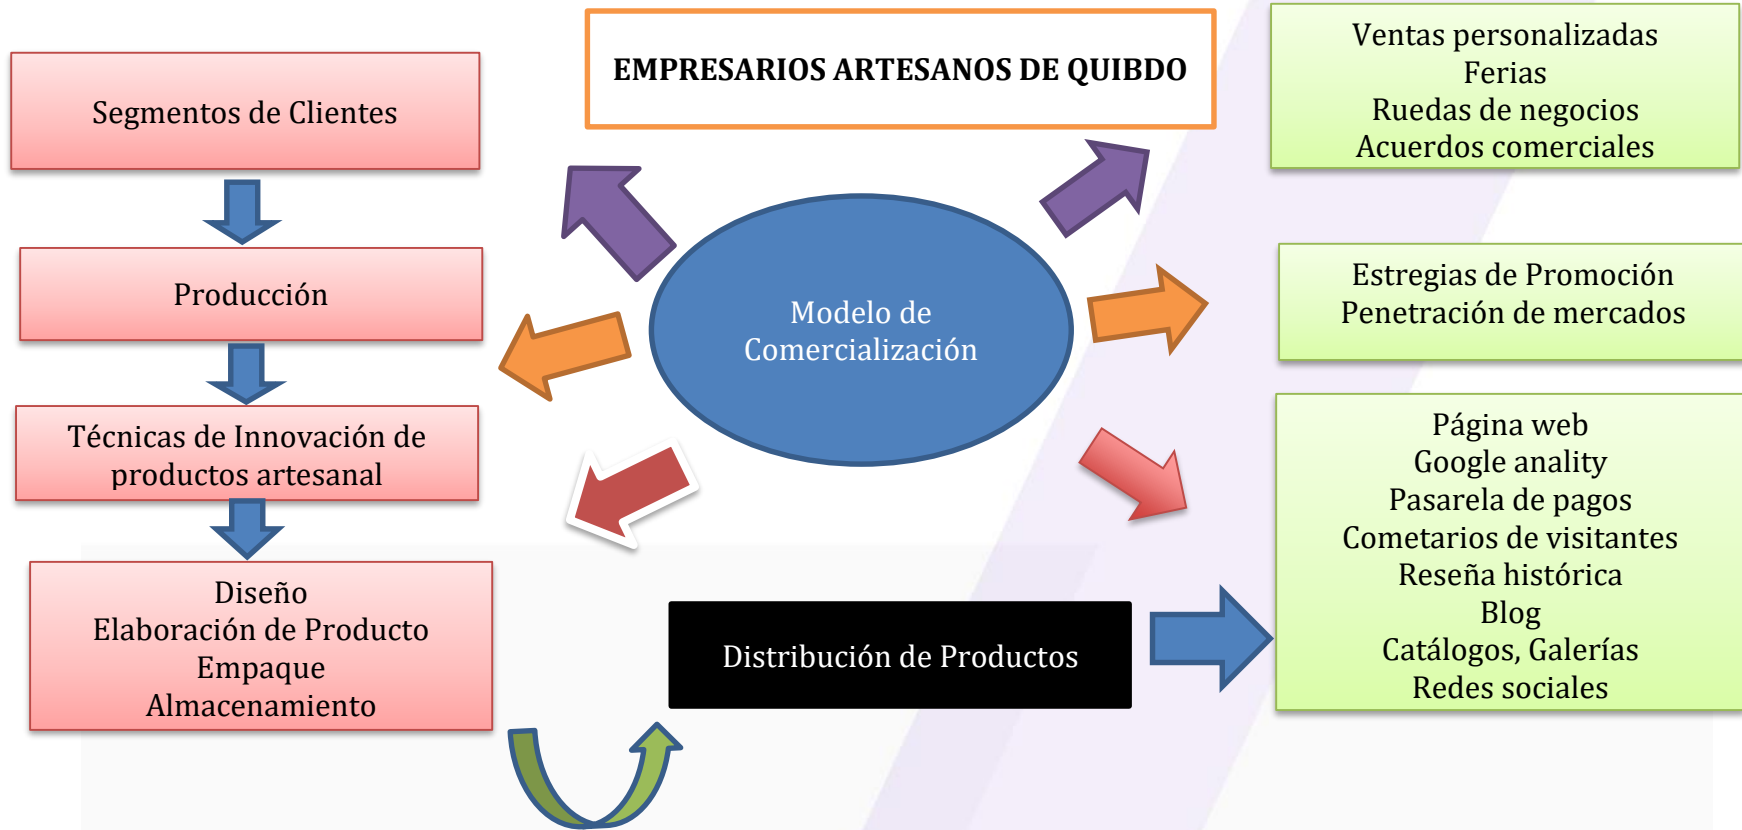 EMPRESARIOS ARTESANOS DE QUIBDO
Segmentos de Clientes
Producción
Técnicas de Innovación de
productos artesanal
Diseño
Elaboración de Producto
Empaque
Almacenamiento
Modelo de
Comercialización
Distribución de Productos
Ventas personalizadas
Ferias
Ruedas de negocios
Acuerdos comerciales
Estregias de Promoción
Penetración de mercados
Página web
Google anality
Pasarela de pagos
Cometarios de visitantes
Reseña histórica
Blog
Catálogos, Galerías
Redes sociales